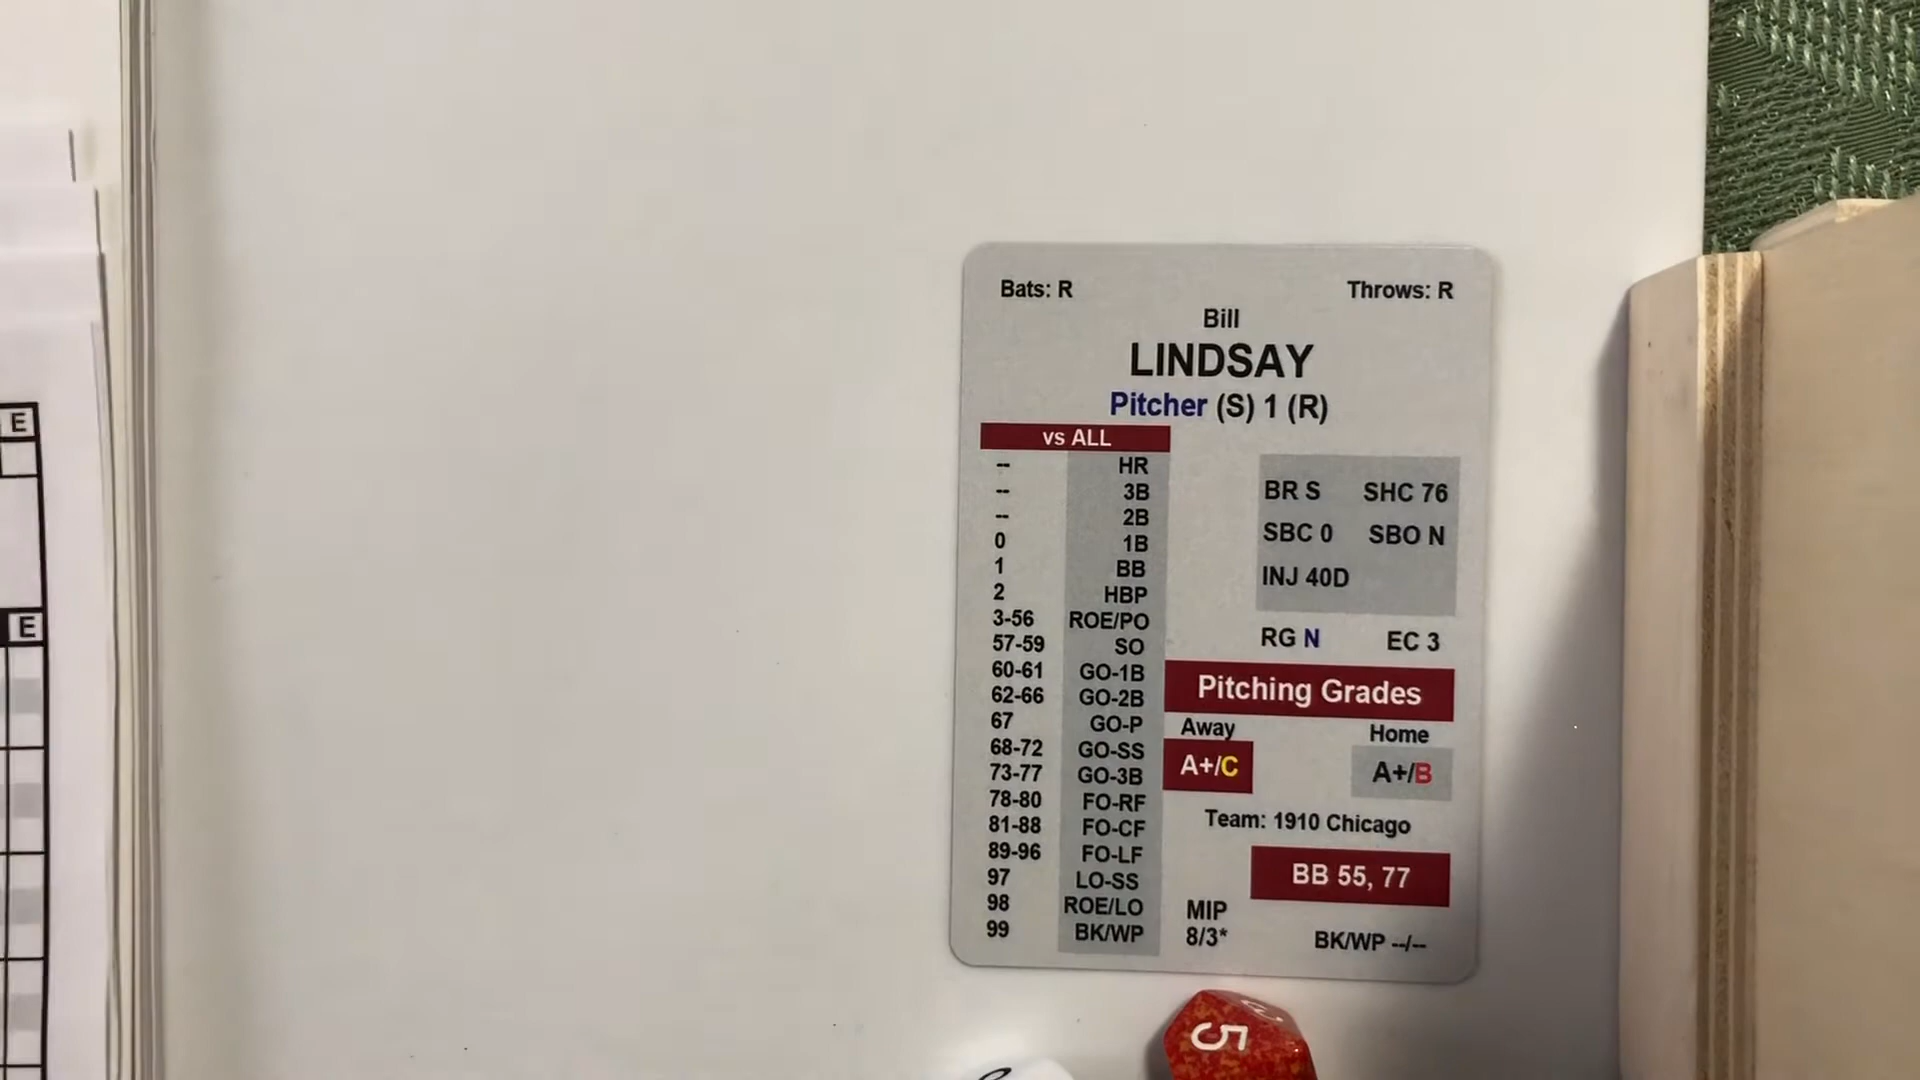 E
E
Bats: R Throws: R
Bill
LINDSAY
Pitcher (S) 1 (R)
vs ALL
-- HR
-- 3B
-- 2B
0 1B
1 BB
2 HBP
3-56 ROE/PO
57-59 SO
60-61 GO-1B
62-66 GO-2B
67 GO-P
68-72 GO-SS
73-77 GO-3B
78-80 FO-RF
81-88 FO-CF
89-96 FO-LF
97 LO-SS
98 ROE/LO
99 BK/WP
BR S SHC 76
SBC 0 SBO N
INJ 40D
RG N EC 3
Pitching Grades
Away Home
A+/C A+/B
Team: 1910 Chicago
BB 55, 77
MIP
8/3*
BK/WP --/--
5